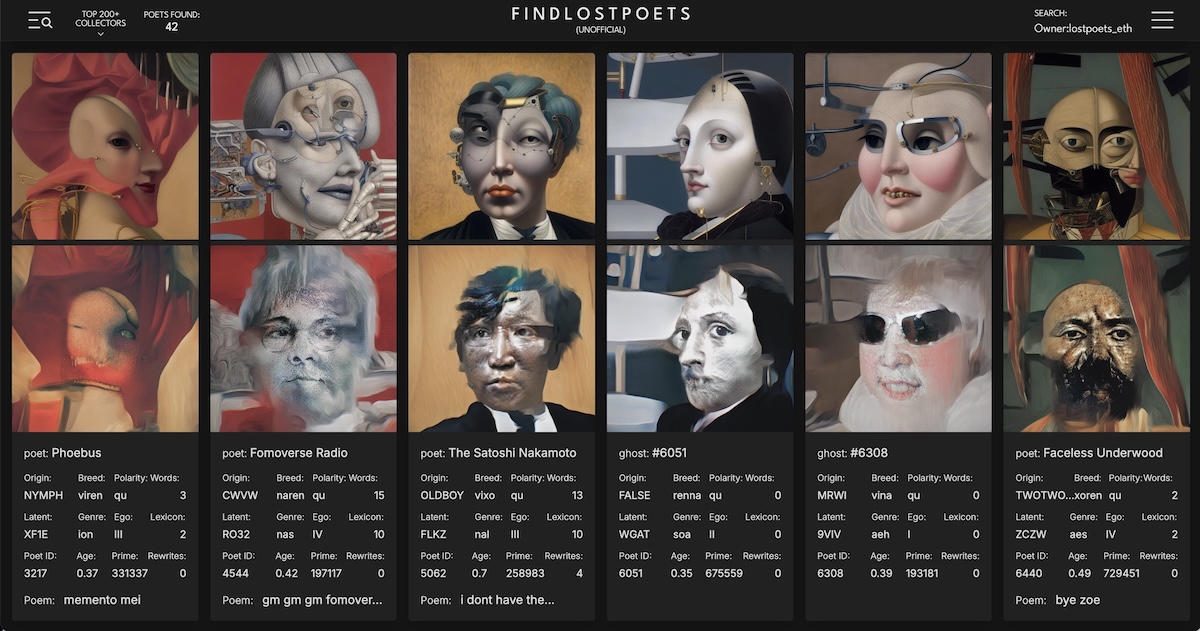 TOP 200+
COLLECTORS
POETS FOUND:
42
FINDLOSTPOETS
(UNOFFICIAL)
SEARCH:
Owner:lostpoets_eth
poet: Phoebus
Origin: Breed: Polarity: Words:
NYMPH viren qu 3
Latent: Genre: Ego: Lexicon:
XF1E ion III 2
Poet ID: Age: Prime: Rewrites:
3217 0.37 331337 0
Poem: memento mei
poet: Fomoverse Radio
Origin: Breed: Polarity: Words:
CWVW naren qu 15
Latent: Genre: Ego: Lexicon:
RO32 nas IV 10
Poet ID: Age: Prime: Rewrites:
4544 0.42 197117 0
Poem: gm gm gm fomover...
poet: The Satoshi Nakamoto
Origin: Breed: Polarity: Words:
OLDBOY vixo qu 13
Latent: Genre: Ego: Lexicon:
FLKZ nal III 10
Poet ID: Age: Prime: Rewrites:
5062 0.7 258983 4
Poem: i dont have the...
ghost: #6051
Origin: Breed: Polarity: Words:
FALSE renna qu 0
Latent: Genre: Ego: Lexicon:
WGAT soa II 0
Poet ID: Age: Prime: Rewrites:
6051 0.35 675559 0
ghost: #6308
Origin: Breed: Polarity: Words:
MRWI vina qu 0
Latent: Genre: Ego: Lexicon:
9VIV aeh I 0
Poet ID: Age: Prime: Rewrites:
6308 0.39 193181 0
poet: Faceless Underwood
Origin: Breed: Polarity: Words:
TWOTWO...xoren qu 2
Latent: Genre: Ego: Lexicon:
ZCZW aes IV 2
Poet ID: Age: Prime: Rewrites:
6440 0.49 729451 0
Poem: bye zoe